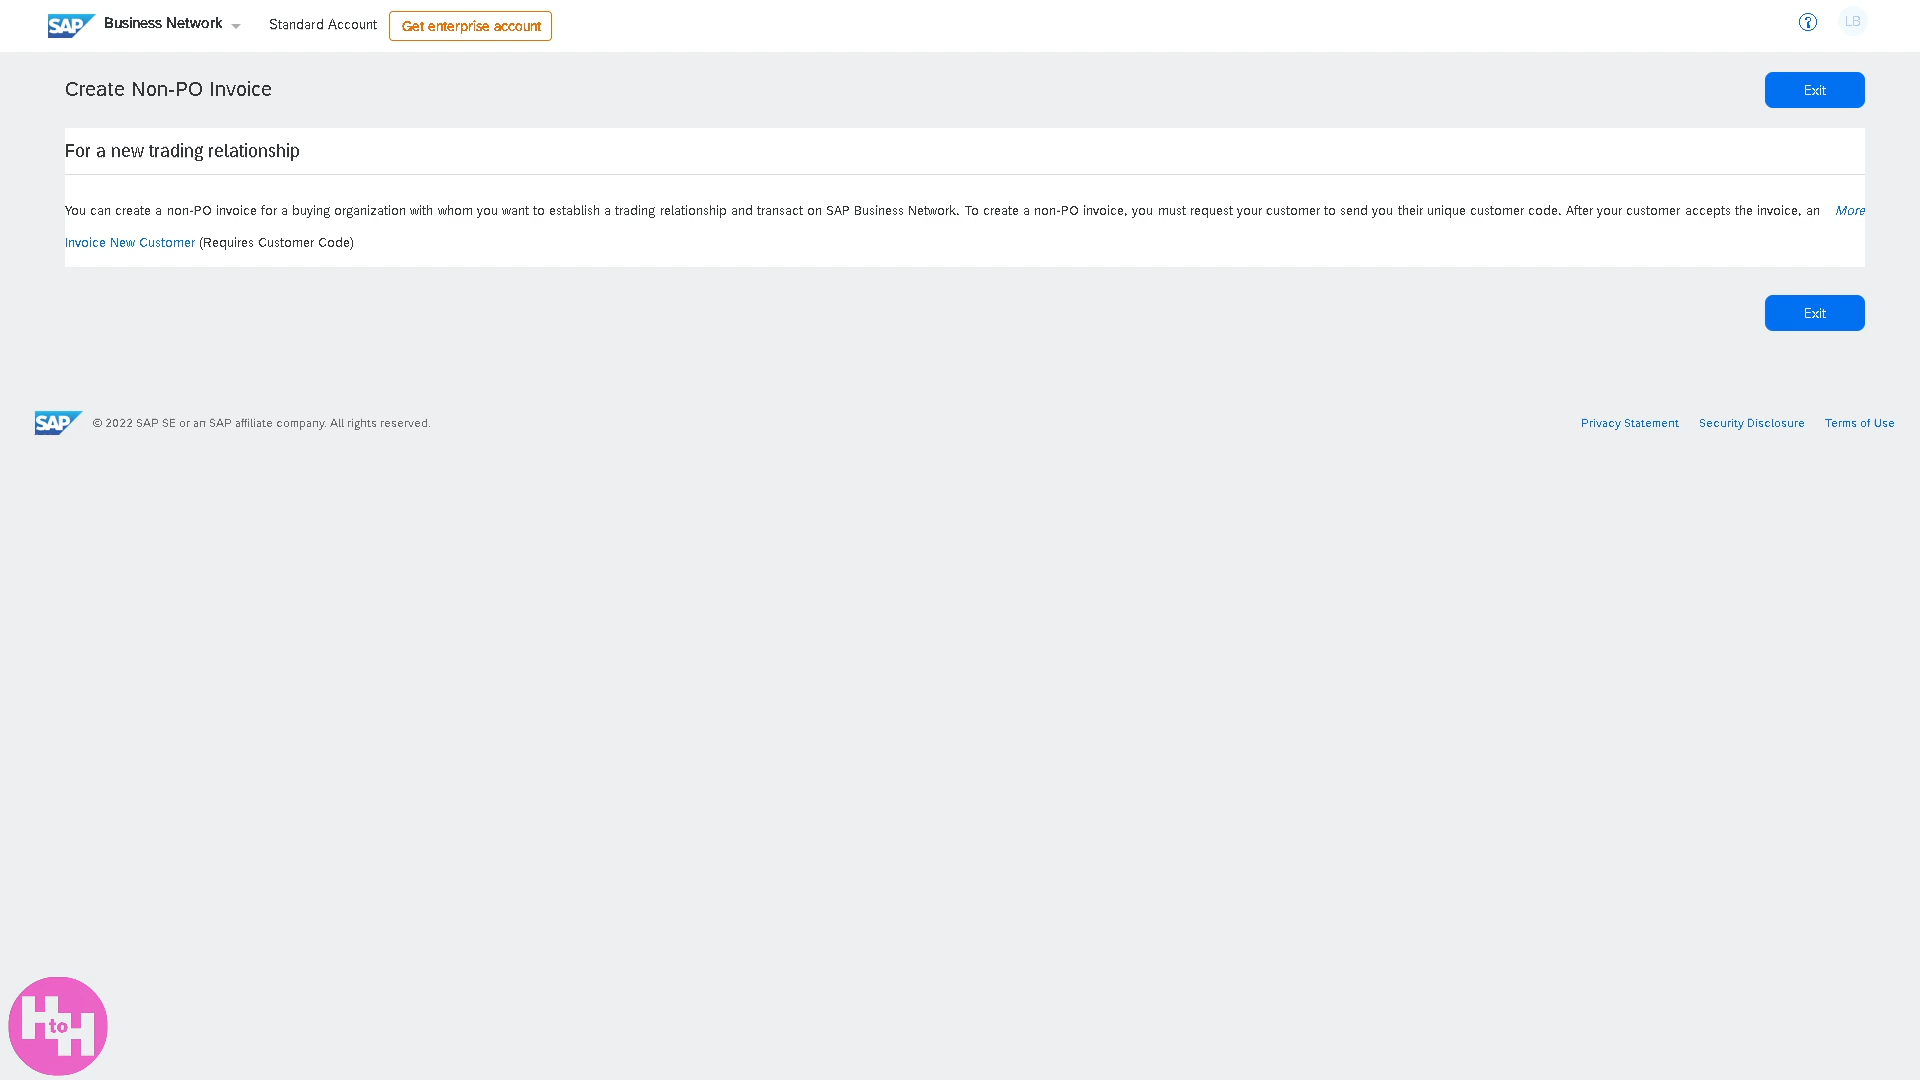 SAP Business Network Standard Account Get enterprise account LB
Create Non-PO Invoice Exit
For a new trading relationship
You can create a non-PO invoice for a buying organization with whom you want to establish a trading relationship and transact on SAP Business Network. To create a non-PO invoice, you must request your customer to send you their unique customer code. After your customer accepts the invoice, an More
Invoice New Customer (Requires Customer Code)
Exit
SAP © 2022 SAP SE or an SAP affiliate company. All rights reserved. Privacy Statement Security Disclosure Terms of Use
H to H